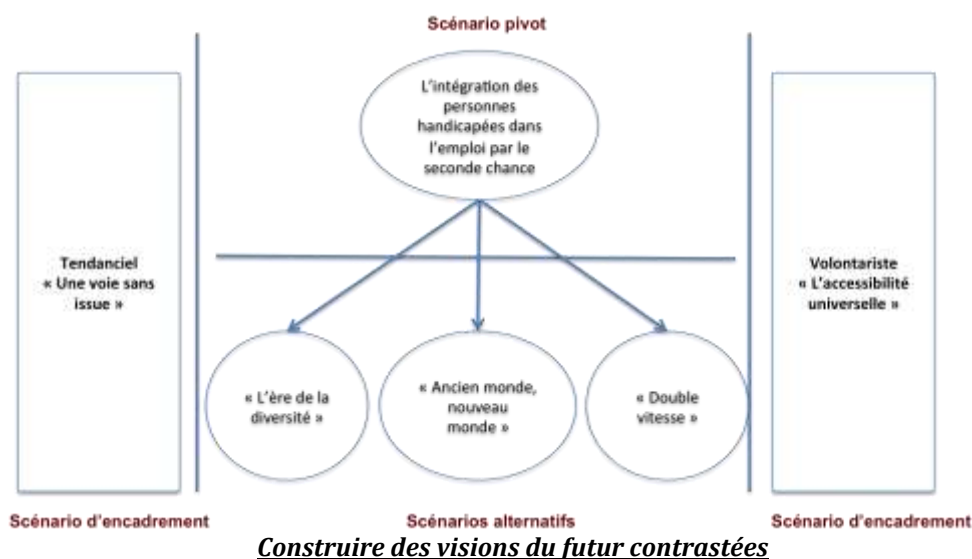 Scénario pivot
L'intégration des
personnes
handicapées dans
l'emploi par le
seconde chance
Tendanciel
« Une voie sans
issue »
Volontariste
« L'accessibilité
universelle »
« L'ère de la
diversité »
« Ancien monde,
nouveau
monde »
« Double
vitesse »
Scénario d'encadrement
Scénarios alternatifs
Scénario d'encadrement
Construire des visions du futur contrastées